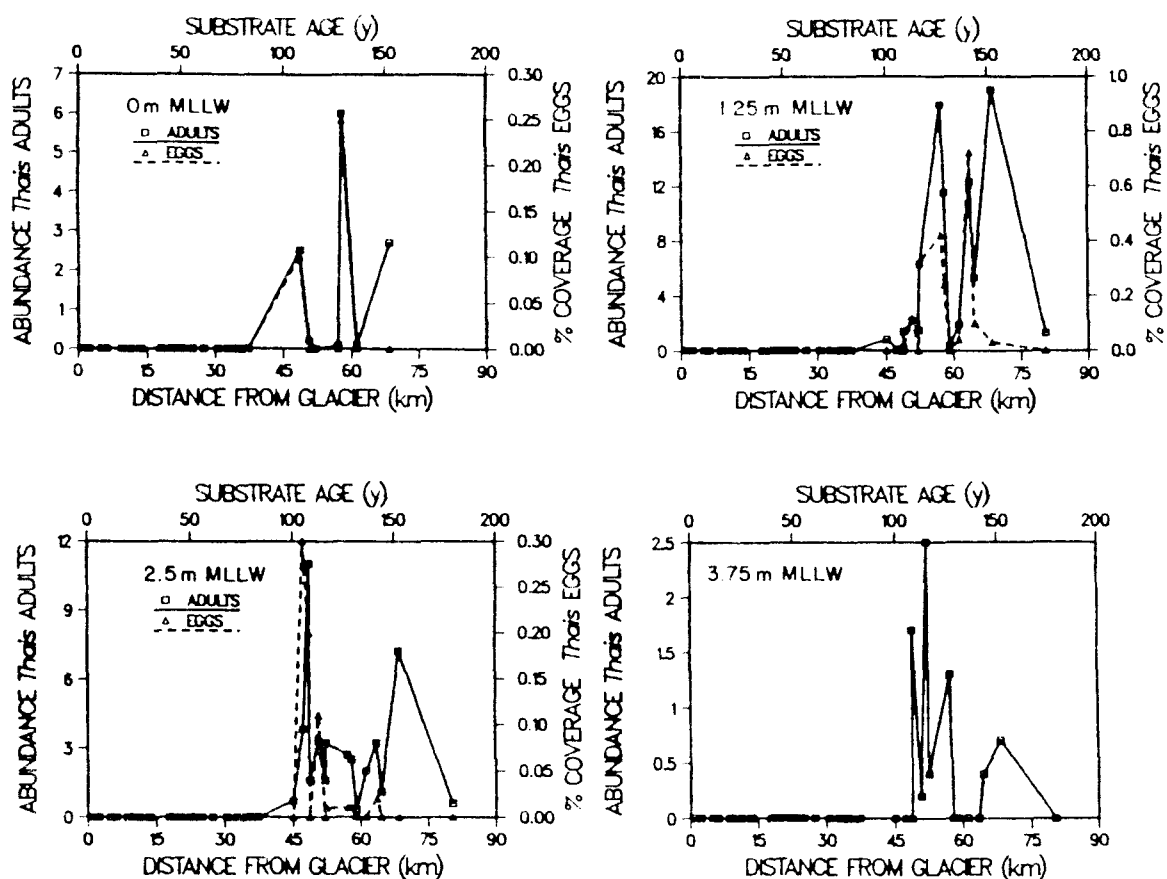 SUBSTRATE AGE (y)
0 50 100 150 200
7 6 5 4 3 2 1 0
ABUNDANCE Thais ADULTS
0 m MLLW
ADULTS
EGGS
0.30 0.25 0.20 0.15 0.10 0.05 0.00
% COVERAGE Thais EGGS
0 15 30 45 60 75 90
DISTANCE FROM GLACIER (km)
SUBSTRATE AGE (y)
0 50 100 150 200
20 16 12 8 4 0
ABUNDANCE Thais ADULTS
1.25 m MLLW
ADULTS
EGGS
1.0 0.8 0.6 0.4 0.2 0.0
% COVERAGE Thais EGGS
0 15 30 45 60 75 90
DISTANCE FROM GLACIER (km)
SUBSTRATE AGE (y)
0 50 100 150 200
12 9 6 3 0
ABUNDANCE Thais ADULTS
2.5 m MLLW
ADULTS
EGGS
0.30 0.25 0.20 0.15 0.10 0.05 0.00
% COVERAGE Thais EGGS
0 15 30 45 60 75 90
DISTANCE FROM GLACIER (km)
SUBSTRATE AGE (y)
0 50 100 150 200
2.5 2 1.5 1 0.5 0
ABUNDANCE Thais ADULTS
3.75 m MLLW
0 15 30 45 60 75 90
DISTANCE FROM GLACIER (km)